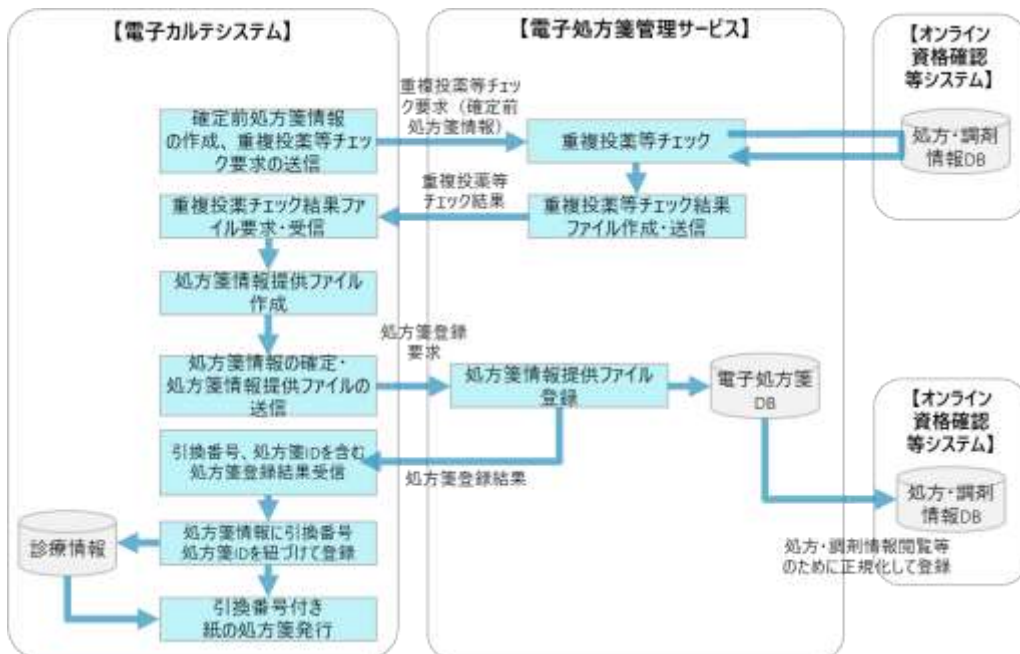 【電子カルテシステム】
【電子処方箋管理サービス】
【オンライン
資格確認
等システム】
処方・調剤
情報DB
確定前処方箋情報
の作成、重複投薬等チェッ
ク要求の送信
重複投薬等チェッ
ク要求（確定前
処方箋情報）
重複投薬等チェック
重複投薬等
チェック結果
重複投薬チェック結果ファ
イル要求・受信
重複投薬等チェック結果
ファイル作成・送信
処方箋情報提供ファイル
作成
処方箋登録
要求
処方箋情報の確定・
処方箋情報提供ファイルの
送信
処方箋情報提供ファイル
登録
電子処方箋
DB
【オンライン
資格確認
等システム】
処方・調剤
情報DB
引換番号、処方箋IDを含む
処方箋登録結果受信
処方箋登録結果
処方・調剤情報閲覧等
のために正規化して登録
診療情報
処方箋情報に引換番号
処方箋IDを紐づけて登録
引換番号付き
紙の処方箋発行